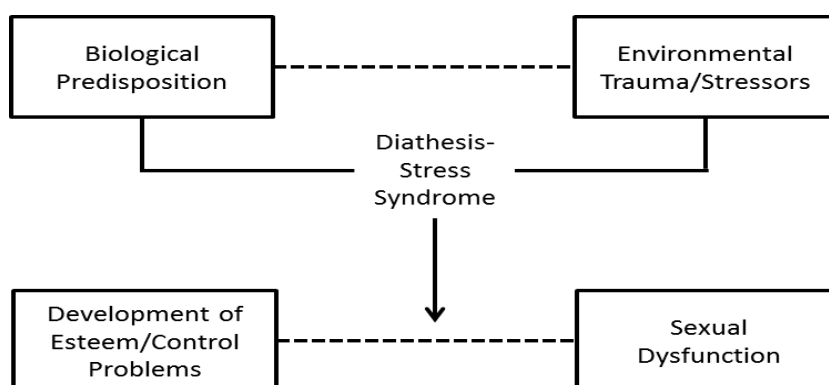 Biological
Predisposition
Environmental
Trauma/Stressors
Diathesis-
Stress
Syndrome
Development of
Esteem/Control
Problems
Sexual
Dysfunction